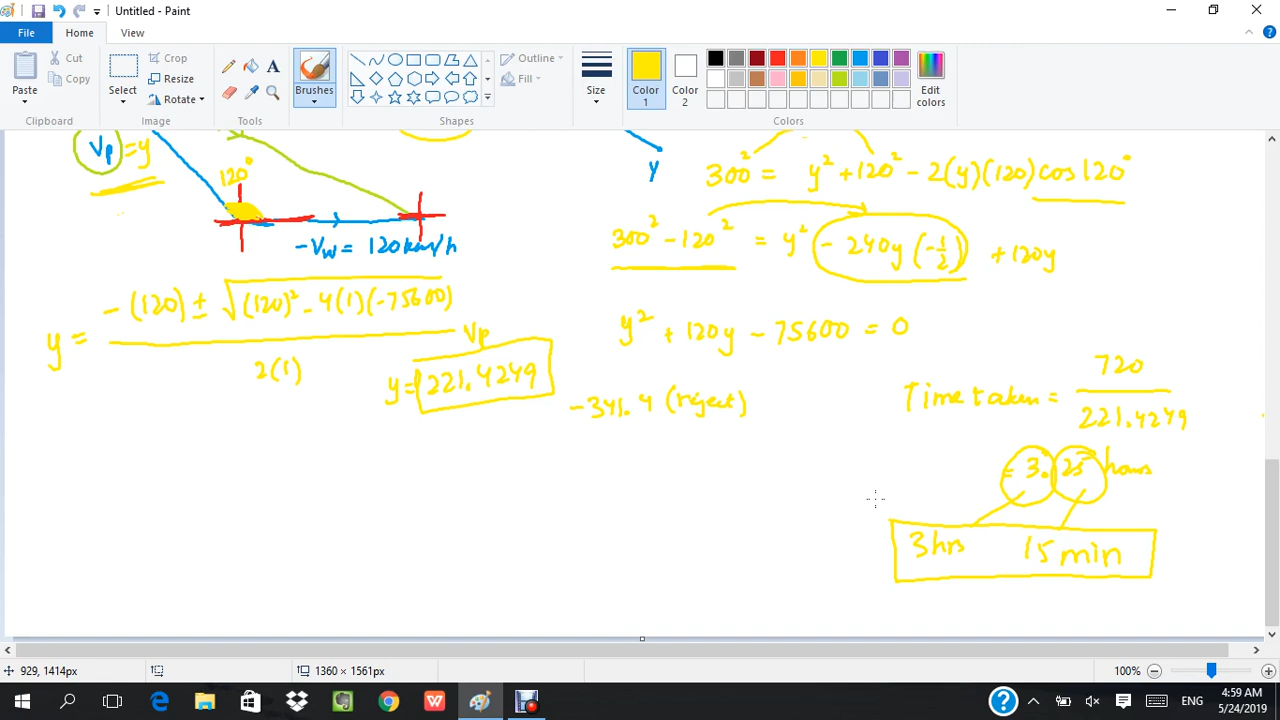 Untitled - Paint
File Home View
Paste Cut Copy Select Crop Resize Rotate A Brushes Outline Fill Size Color 1 Color 2 Edit colors
Clipboard Image Tools Shapes Colors
Vp = y
120°
-Vw = 120km/h
y
300² = y² + 120² - 2(y)(120) cos120°
300² - 120² = y² - 240y (-1/2) + 120y
y = -(120) ± √(120)² - 4(1)(-75600) / 2(1)
y² + 120y - 75600 = 0
Vp
y = 221.4249
-341.4 (reject)
Time taken = 720 / 221.4249
= 3.25 hours
3 hrs 15 min
929, 1414px 1360 × 1561px 100%
W ? ENG 4:59 AM 5/24/2019